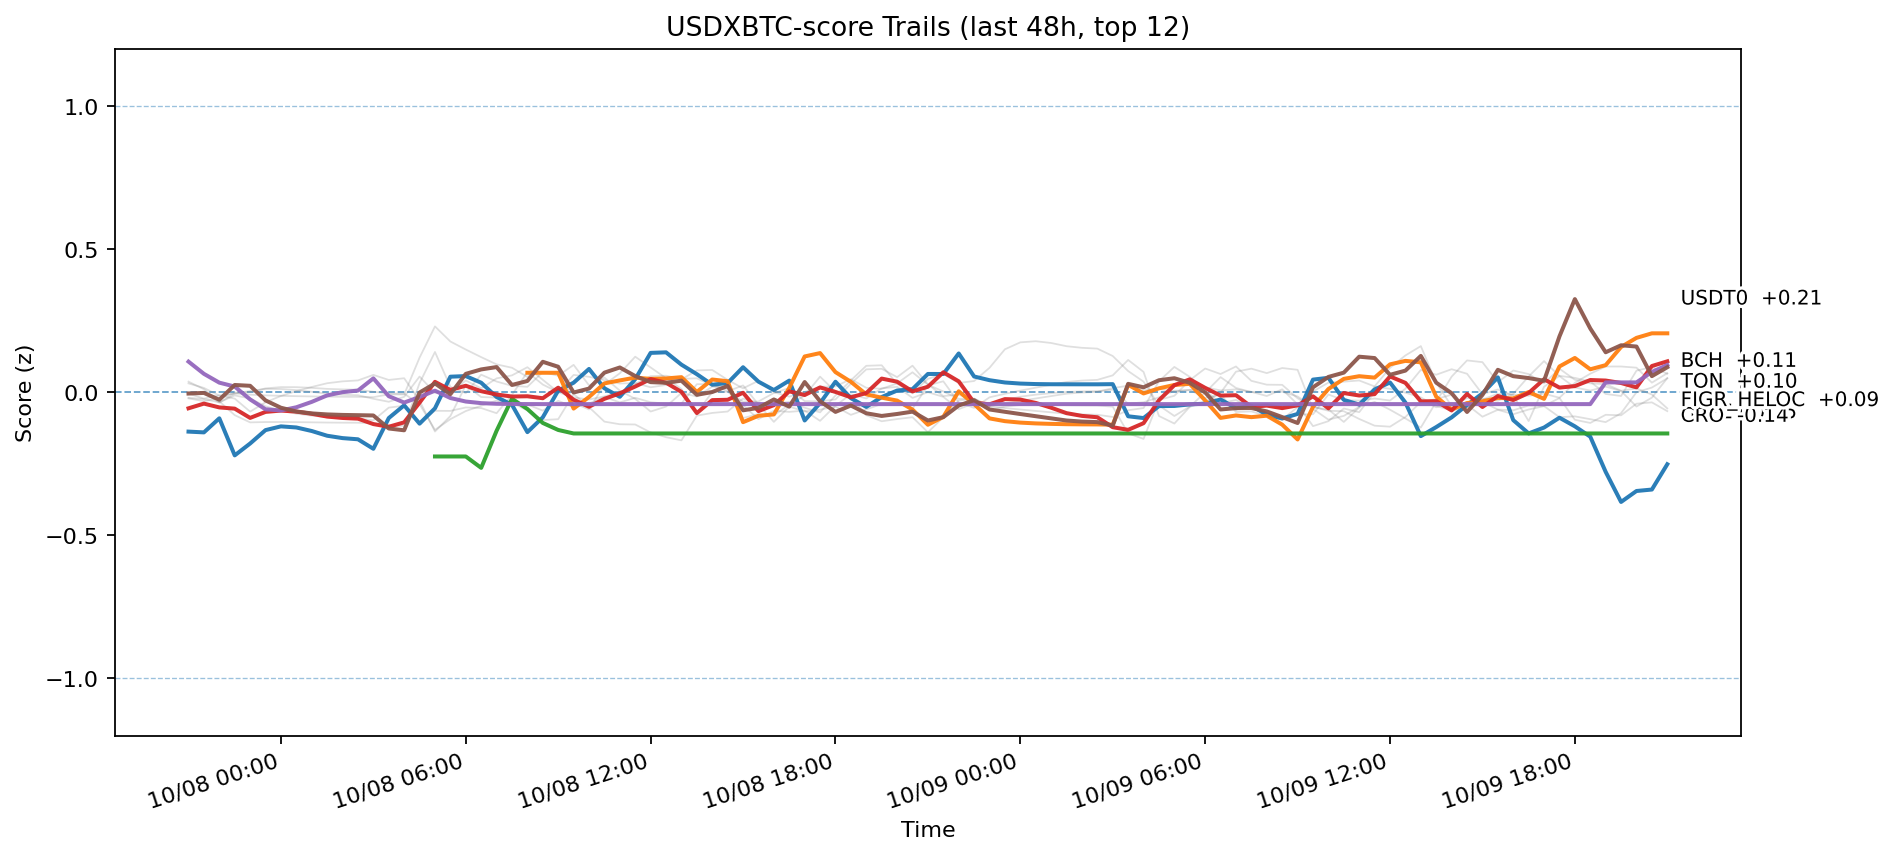 USDXBTC-score Trails (last 48h, top 12)
Score (z)
1.0
0.5
0.0
−0.5
−1.0
USDT0 +0.21
BCH +0.11
TON +0.10
FIGR_HELOC +0.09
CRO -0.14
10/08 00:00
10/08 06:00
10/08 12:00
10/08 18:00
10/09 00:00
10/09 06:00
10/09 12:00
10/09 18:00
Time